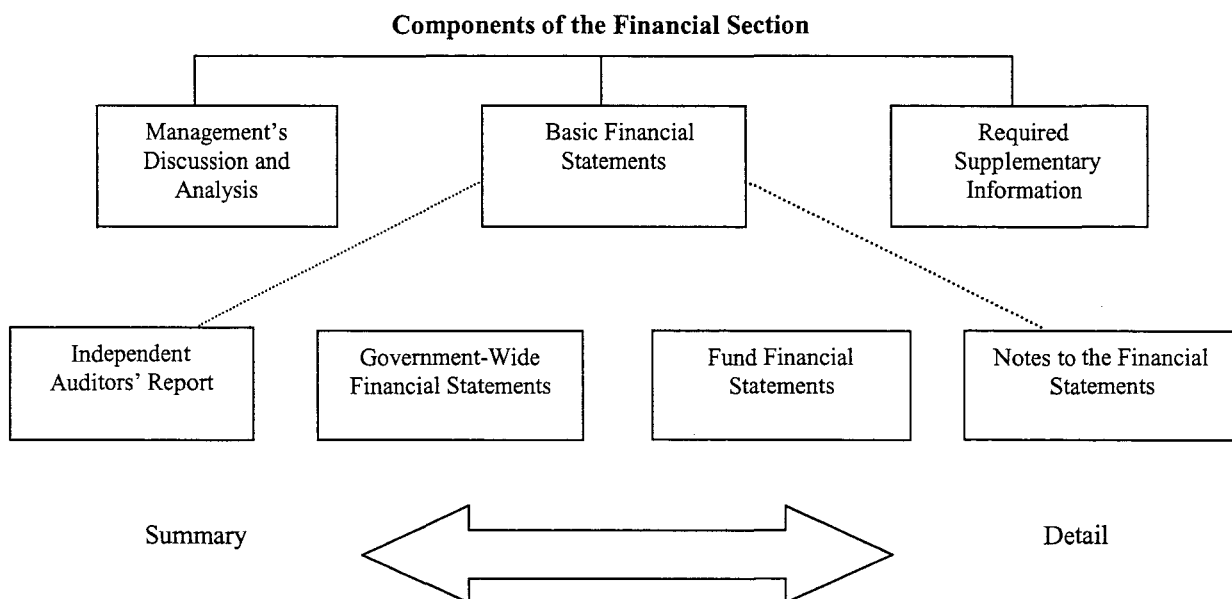 Components of the Financial Section
Management's
Discussion and
Analysis
Basic Financial
Statements
Required
Supplementary
Information
Independent
Auditors' Report
Government-Wide
Financial Statements
Fund Financial
Statements
Notes to the Financial
Statements
Summary
Detail